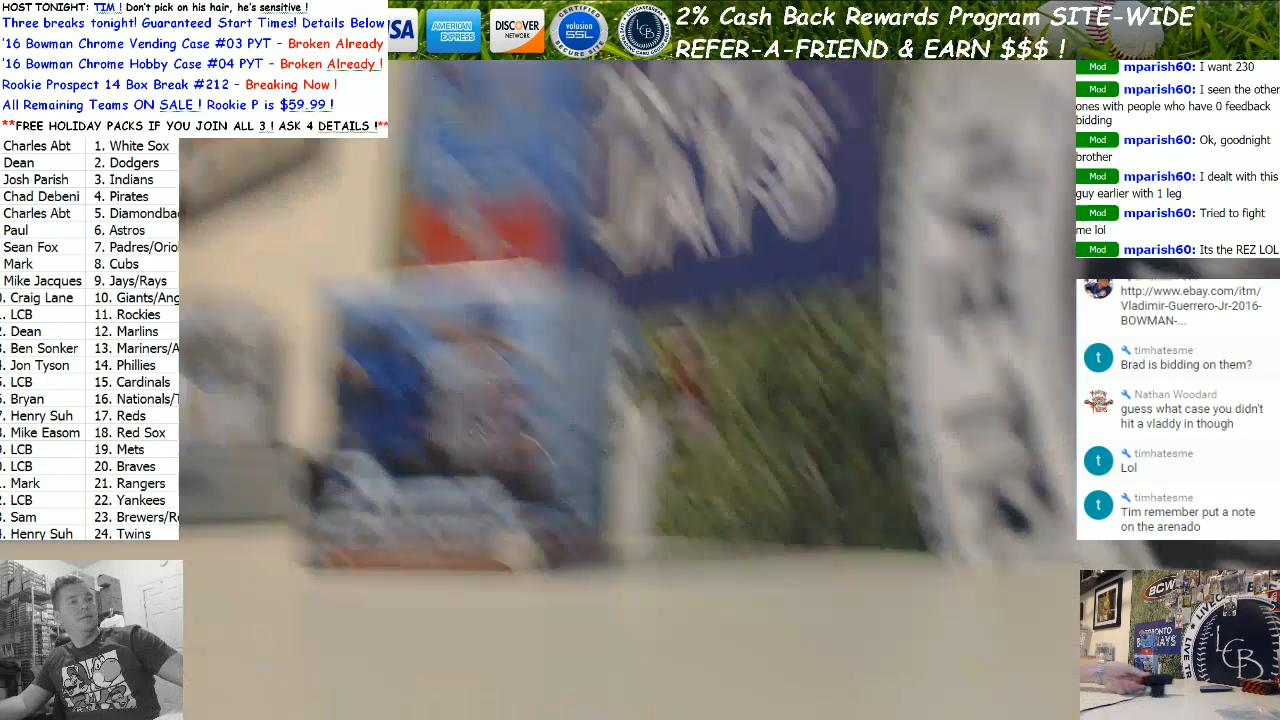 HOST TONIGHT: TIM ! Don't pick on his hair, he's sensitive !
Three breaks tonight! Guaranteed Start Times! Details Below
'16 Bowman Chrome Vending Case #03 PYT - Broken Already
'16 Bowman Chrome Hobby Case #04 PYT - Broken Already !
Rookie Prospect 14 Box Break #212 - Breaking Now !
All Remaining Teams ON SALE ! Rookie P is $59.99 !
**FREE HOLIDAY PACKS IF YOU JOIN ALL 3 ! ASK 4 DETAILS !**
AMERICAN EXPRESS
DISCOVER NETWORK
CERTIFIED
volusion SSL
SECURE SITE
LCB
2% Cash Back Rewards Program SITE-WIDE
REFER-A-FRIEND & EARN $$$ !
Charles Abt 1. White Sox
Dean 2. Dodgers
Josh Parish 3. Indians
Chad Debeni 4. Pirates
Charles Abt 5. Diamondba
Paul 6. Astros
Sean Fox 7. Padres/Orio
Mark 8. Cubs
Mike Jacques 9. Jays/Rays
. Craig Lane 10. Giants/Ang
. LCB 11. Rockies
. Dean 12. Marlins
. Ben Sonker 13. Mariners/A
. Jon Tyson 14. Phillies
. LCB 15. Cardinals
. Bryan 16. Nationals/T
. Henry Suh 17. Reds
. Mike Easom 18. Red Sox
. LCB 19. Mets
. LCB 20. Braves
. Mark 21. Rangers
. LCB 22. Yankees
. Sam 23. Brewers/R
. Henry Suh 24. Twins
Mod mparish60: I want 230
Mod mparish60: I seen the other
ones with people who have 0 feedback
bidding
Mod mparish60: Ok, goodnight
brother
Mod mparish60: I dealt with this
guy earlier with 1 leg
Mod mparish60: Tried to fight
me lol
Mod mparish60: Its the REZ LOL
http://www.ebay.com/itm/
Vladimir-Guerrero-Jr-2016-
BOWMAN-...
t timhatesme
Brad is bidding on them?
Nathan Woodard
guess what case you didn't
hit a vladdy in though
t timhatesme
Lol
t timhatesme
Tim remember put a note
on the arenado
BCW
TORONTO
LCB